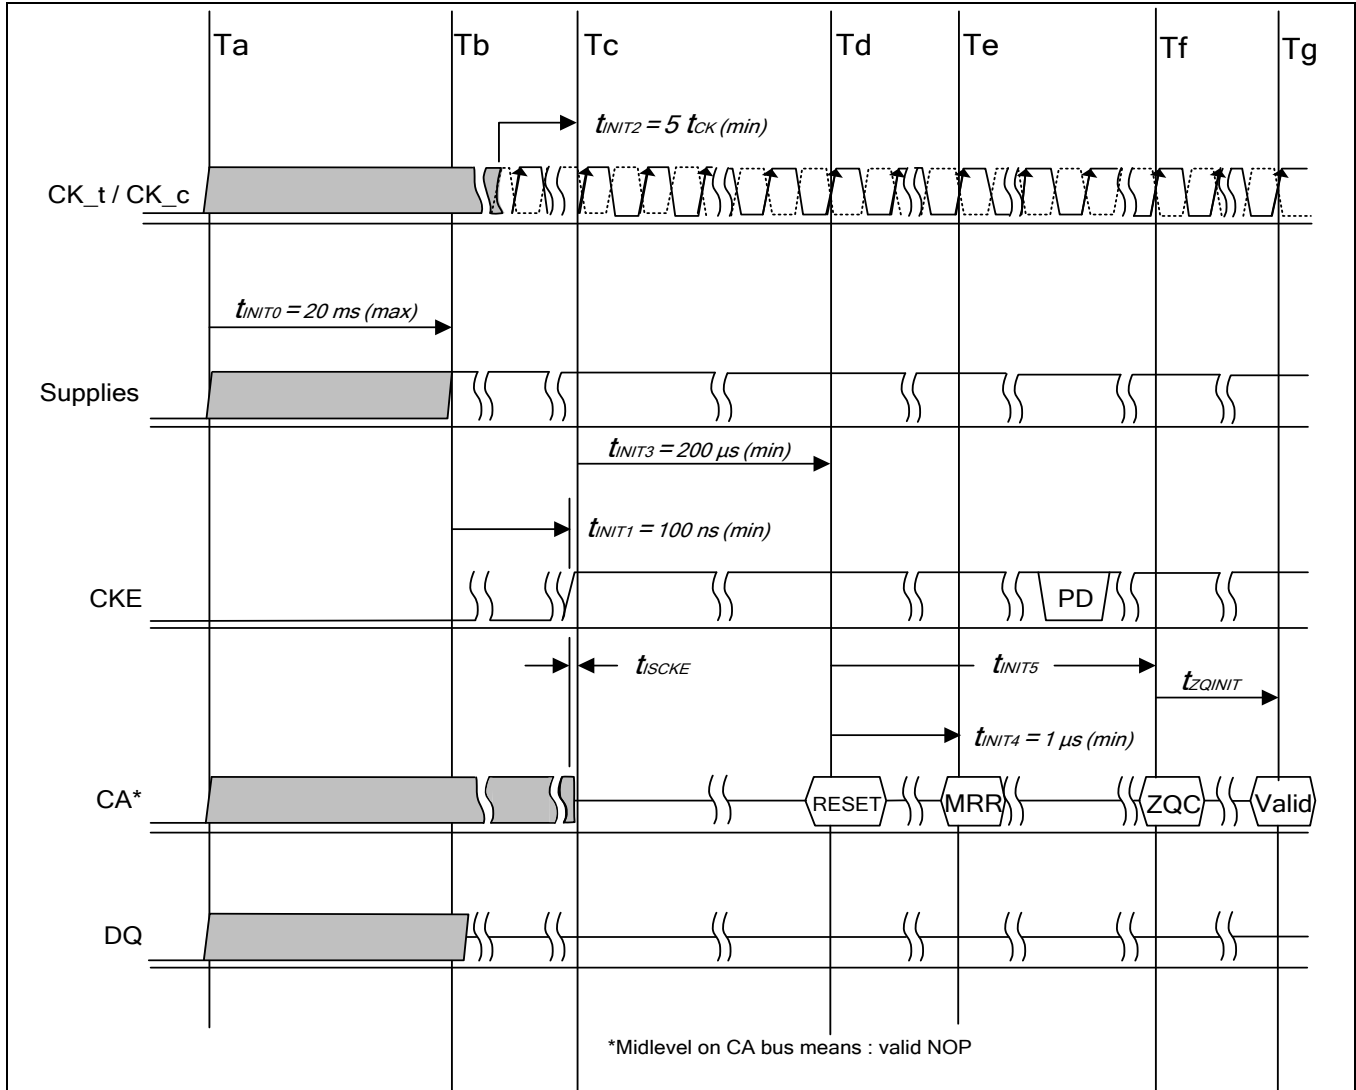 Ta Tb Tc Td Te Tf Tg
tINIT2 = 5 tCK (min)
CK_t / CK_c
tINIT0 = 20 ms (max)
Supplies
tINIT3 = 200 µs (min)
tINIT1 = 100 ns (min)
CKE
PD
tISCKE
tINIT5
tZQINIT
tINIT4 = 1 µs (min)
CA*
RESET MRR ZQC Valid
DQ
*Midlevel on CA bus means : valid NOP